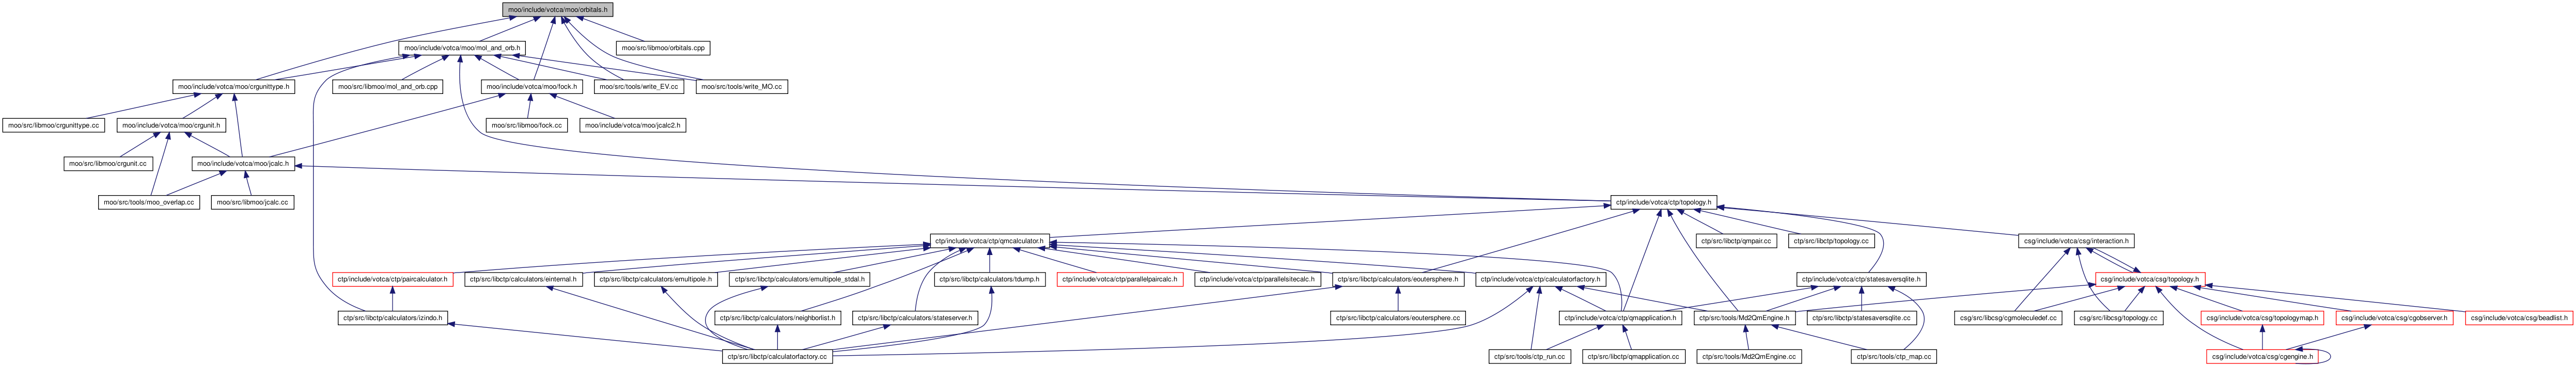 moo/include/votca/moo/orbitals.h
moo/include/votca/moo/mol_and_orb.h
moo/src/libmoo/orbitals.cpp
moo/include/votca/moo/crgunittype.h
moo/src/libmoo/mol_and_orb.cpp
moo/include/votca/moo/fock.h
moo/src/tools/write_EV.cc
moo/src/tools/write_MO.cc
moo/src/libmoo/crgunittype.cc
moo/include/votca/moo/crgunit.h
moo/src/libmoo/fock.cc
moo/include/votca/moo/jcalc2.h
moo/src/libmoo/crgunit.cc
moo/include/votca/moo/jcalc.h
moo/src/tools/moo_overlap.cc
moo/src/libmoo/jcalc.cc
ctp/include/votca/ctp/topology.h
ctp/include/votca/ctp/qmcalculator.h
ctp/src/libctp/qmpair.cc
ctp/src/libctp/topology.cc
csg/include/votca/csg/interaction.h
ctp/include/votca/ctp/paircalculator.h
ctp/src/libctp/calculators/einternal.h
ctp/src/libctp/calculators/emultipole.h
ctp/src/libctp/calculators/emultipole_stdal.h
ctp/src/libctp/calculators/tdump.h
ctp/include/votca/ctp/parallelpaircalc.h
ctp/include/votca/ctp/parallelsitecalc.h
ctp/src/libctp/calculators/eoutersphere.h
ctp/include/votca/ctp/calculatorfactory.h
ctp/include/votca/ctp/statesaversqlite.h
csg/include/votca/csg/topology.h
ctp/src/libctp/calculators/izindo.h
ctp/src/libctp/calculators/neighborlist.h
ctp/src/libctp/calculators/stateserver.h
ctp/src/libctp/calculators/eoutersphere.cc
ctp/include/votca/ctp/qmapplication.h
ctp/src/tools/Md2QmEngine.h
ctp/src/libctp/statesaversqlite.cc
csg/src/libcsg/cgmoleculedef.cc
csg/src/libcsg/topology.cc
csg/include/votca/csg/topologymap.h
csg/include/votca/csg/cgobserver.h
csg/include/votca/csg/beadlist.h
ctp/src/libctp/calculatorfactory.cc
ctp/src/tools/ctp_run.cc
ctp/src/libctp/qmapplication.cc
ctp/src/tools/Md2QmEngine.cc
ctp/src/tools/ctp_map.cc
csg/include/votca/csg/cgengine.h